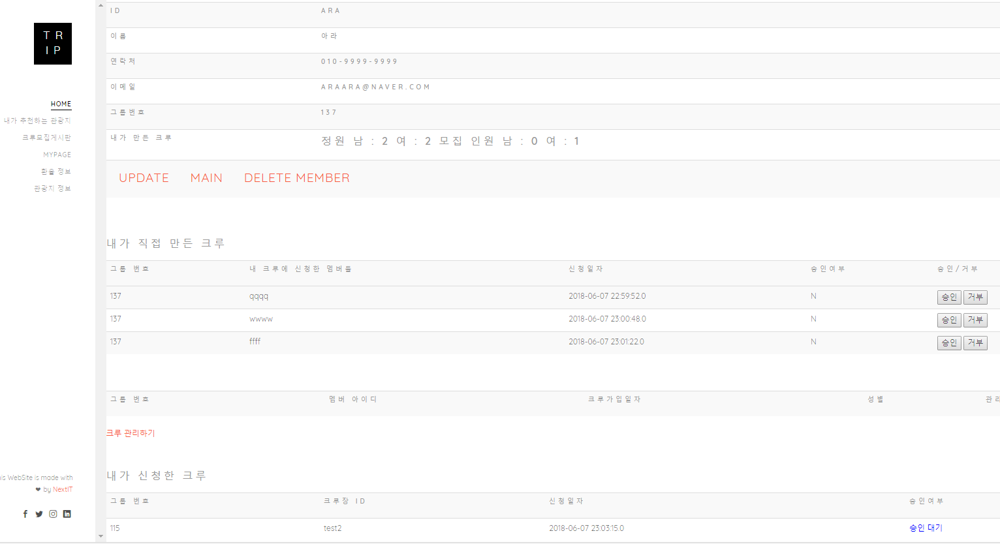 TR
IP
HOME
내가 추천하는 관광지
크루모집게시판
MYPAGE
환율 정보
관광지 정보
his WebSite is made with
❤ by NextIT
ID ARA
이름 아라
연락처 010-9999-9999
이메일 ARAARA@NAVER.COM
그룹번호 137
내가 만든 크루 정원 남 : 2 여 : 2 모집 인원 남 : 0 여 : 1
UPDATE MAIN DELETE MEMBER
내가 직접 만든 크루
그룹 번호 내 크루에 신청한 멤버들 신청일자 승인여부 승인/거부
137 qqqq 2018-06-07 22:59:52.0 N 승인 거부
137 wwww 2018-06-07 23:00:48.0 N 승인 거부
137 ffff 2018-06-07 23:01:22.0 N 승인 거부
그룹 번호 멤버 아이디 크루가입일자 성별 관리
크루 관리하기
내가 신청한 크루
그룹 번호 크루장 ID 신청일자 승인여부
115 test2 2018-06-07 23:03:15.0 승인 대기